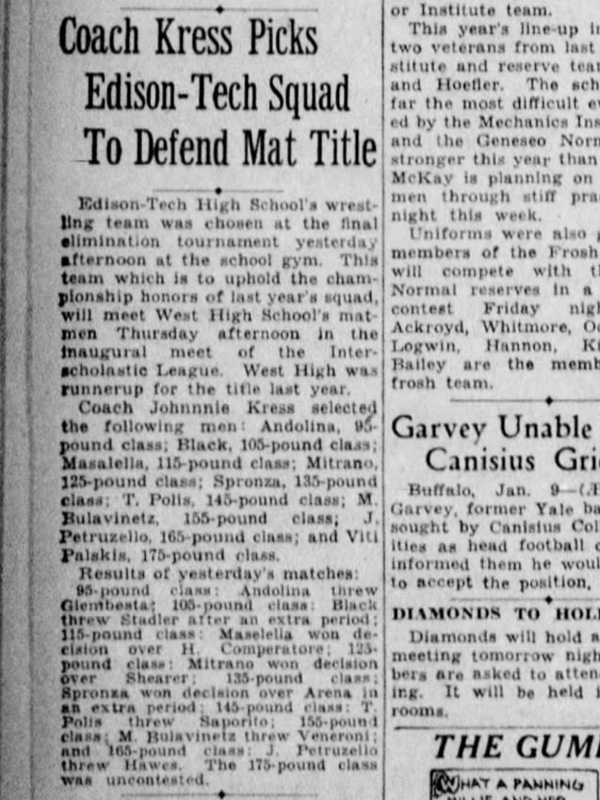 Coach Kress Picks
Edison-Tech Squad
To Defend Mat Title
Edison-Tech High School's wrest-
ling team was chosen at the final
elimination tournament yesterday
afternoon at the school gym. This
team which is to uphold the cham-
pionship honors of last year's squad,
will meet West High School's mat-
men Thursday afternoon in the
inaugural meet of the Inter-
scholastic League. West High was
runnerup for the title last year.
Coach Johnnnie Kress selected
the following men: Andolina, 95-
pound class; Black, 105-pound class;
Masalella, 115-pound class; Mitrano,
125-pound class; Spronza, 135-pound
class; T. Polis, 145-pound class; M.
Bulavinetz, 155-pound class; J.
Petruzello, 165-pound class; and Viti
Palskis, 175-pound class.
Results of yesterday's matches:
95-pound class: Andolina threw
Glembesta; 105-pound class: Black
threw Stadler after an extra period;
115-pound class: Maselella won de-
cision over H. Comperatore; 125-
pound class: Mitrano won decision
over Shearer; 135-pound class:
Spronza won decision over Arena in
an extra period; 145-pound class: T.
Polis threw Saporito; 155-pound
class; M. Bulavinetz threw Veneroni;
and 165-pound class: J. Petruzello
threw Hawes. The 175-pound class
was uncontested.
or Institute team.
This year's line-up in
two veterans from last
stitute and reserve tea
and Hoefler. The sch
far the most difficult e
ed by the Mechanics Ins
and the Geneseo Norm
stronger this year than
McKay is planning on
men through stiff pra
night this week.
Uniforms were also
members of the Frosh
will compete with t
Normal reserves in a
contest Friday nigh
Ackroyd, Whitmore, O
Logwin, Hannon, K
Bailey are the memb
frosh team.
Garvey Unable
Canisius Gri
Buffalo, Jan. 9—(
Garvey, former Yale ba
sought by Canisius Col
ities as head football c
informed them he woul
to accept the position.
DIAMONDS TO HOL
Diamonds will hold a
meeting tomorrow nigh
bers are asked to atten
ing. It will be held i
rooms.
THE GUM
WHAT A PANNING